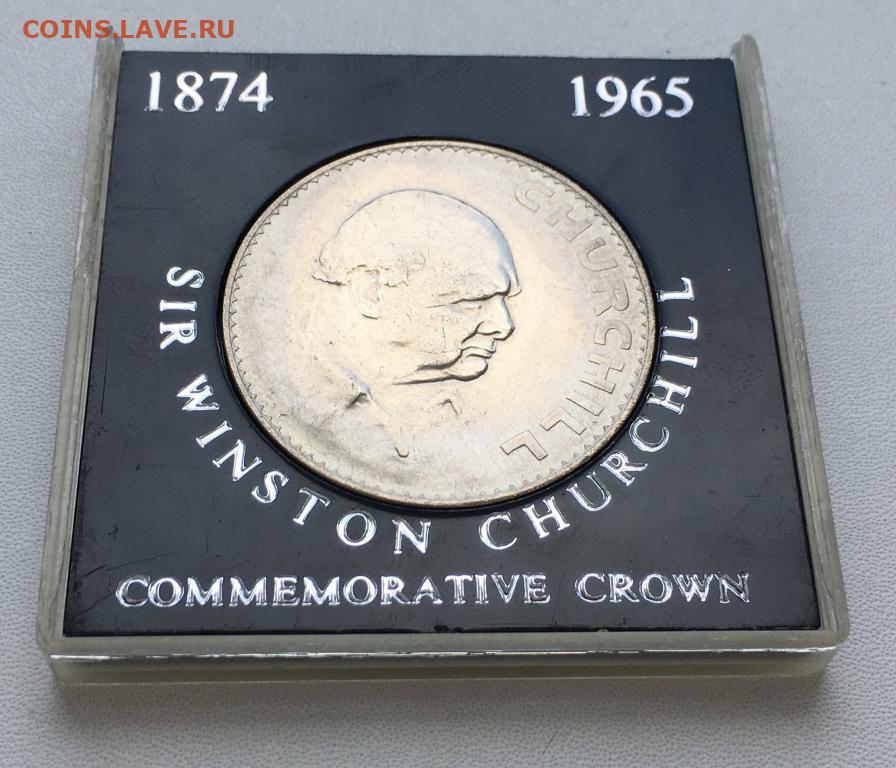 COINS.LAVE.RU
1874 1965
CHURCHILL
SIR WINSTON CHURCHILL
COMMEMORATIVE CROWN